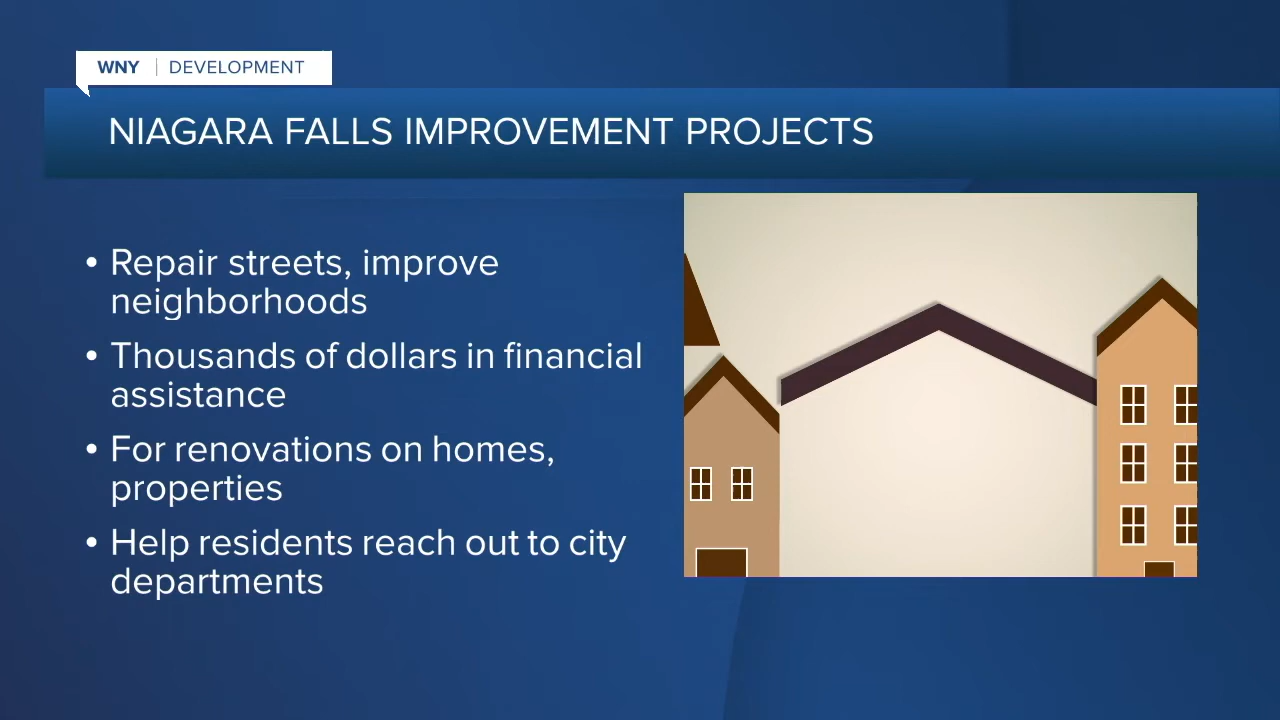 WNY | DEVELOPMENT
NIAGARA FALLS IMPROVEMENT PROJECTS
• Repair streets, improve
neighborhoods
• Thousands of dollars in financial
assistance
• For renovations on homes,
properties
• Help residents reach out to city
departments